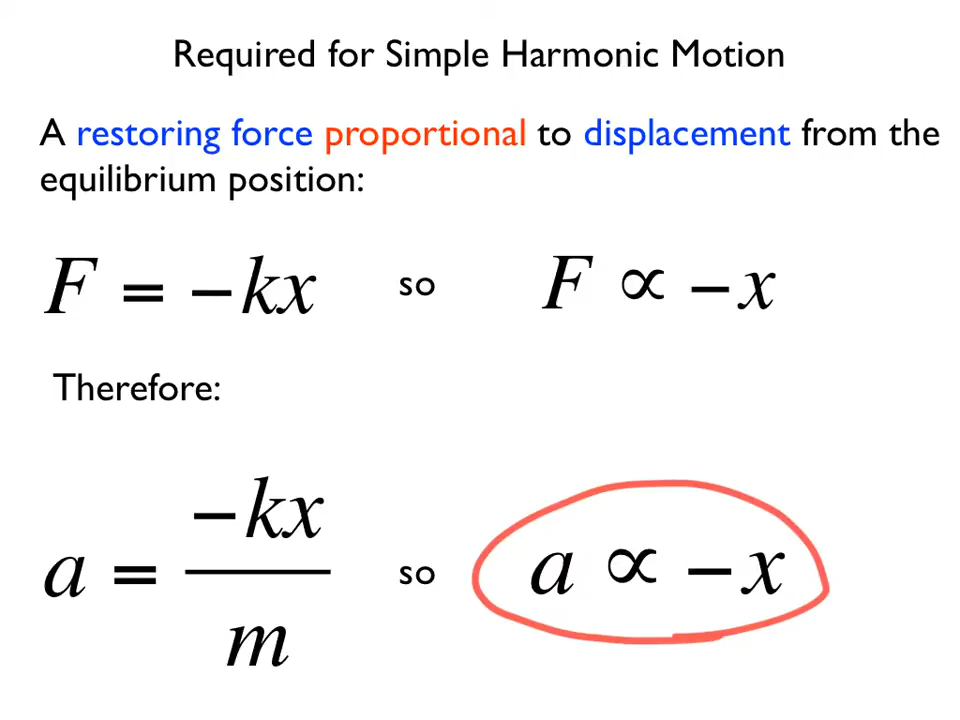 Required for Simple Harmonic Motion
A restoring force proportional to displacement from the
equilibrium position:
F = −kx so F ∝ −x
Therefore:
a = −kx/m so a ∝ −x